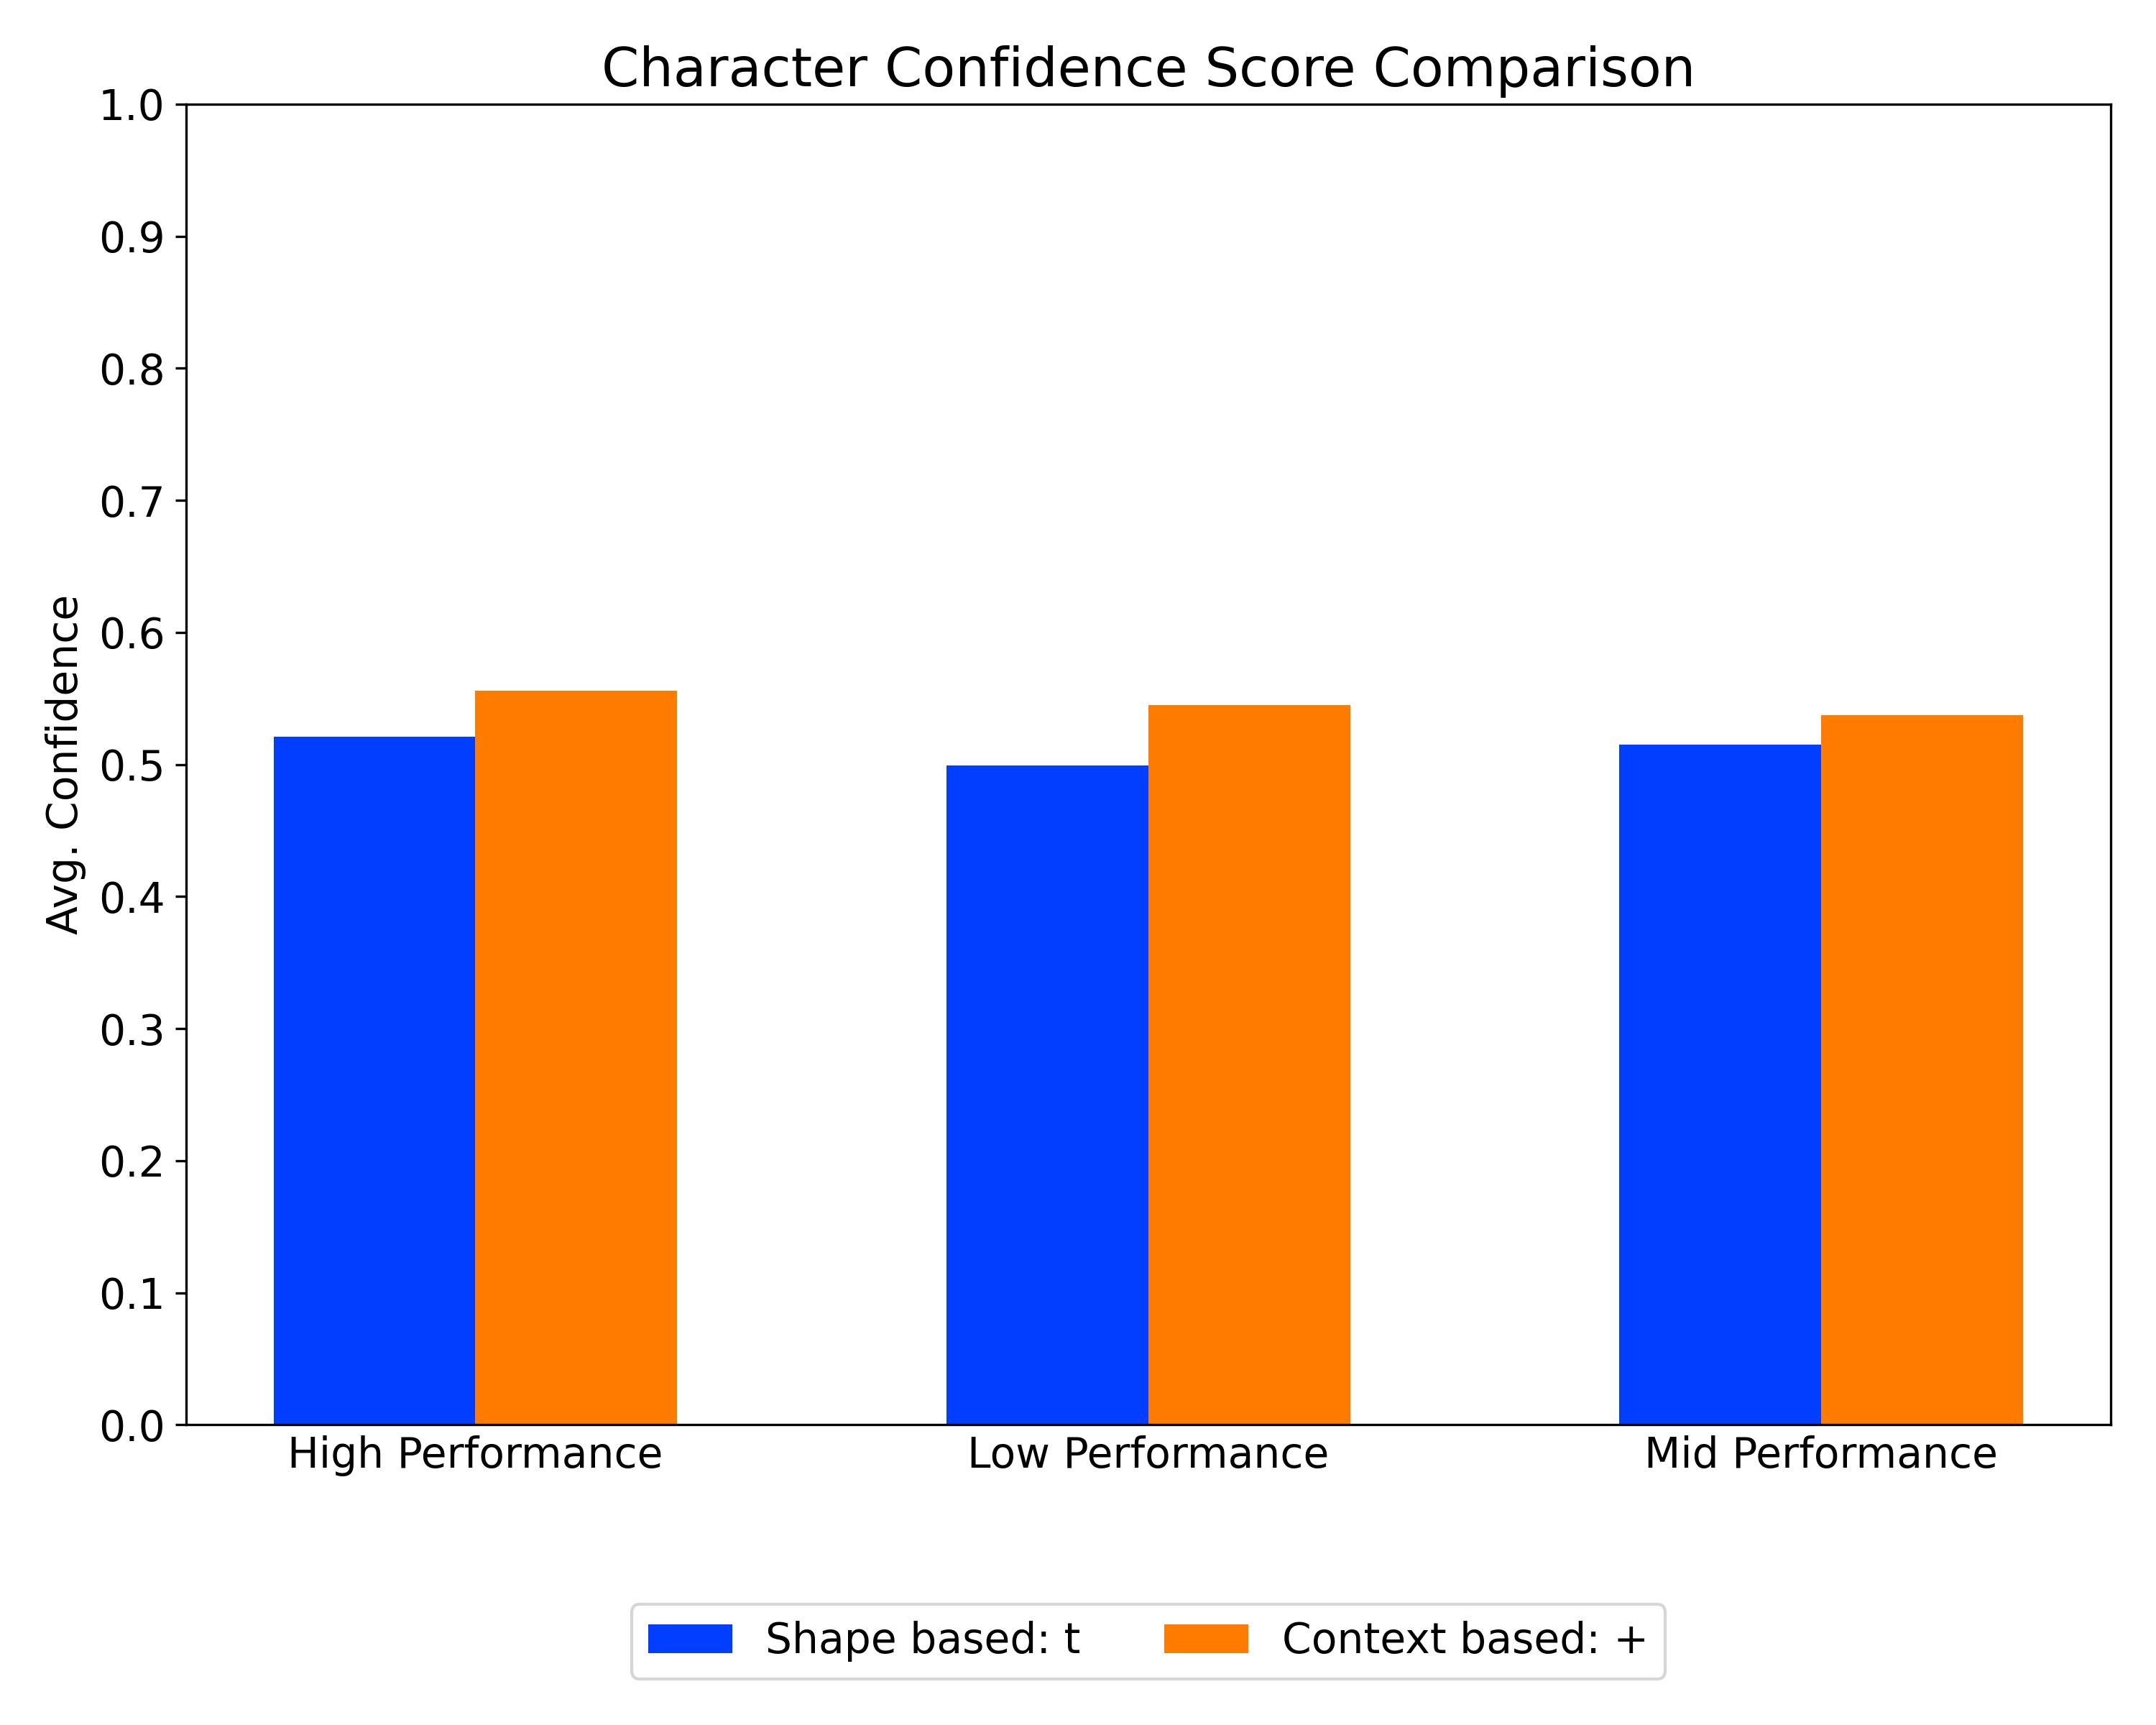 Character Confidence Score Comparison
1.0
0.9
0.8
0.7
0.6
0.5
0.4
0.3
0.2
0.1
0.0
Avg. Confidence
High Performance Low Performance Mid Performance
Shape based: t Context based: +